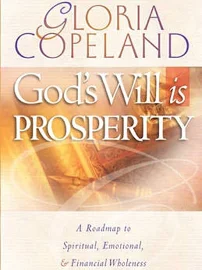 GLORIA
COPELAND
God's Will is
PROSPERITY
A Roadmap to
Spiritual, Emotional,
& Financial Wholeness